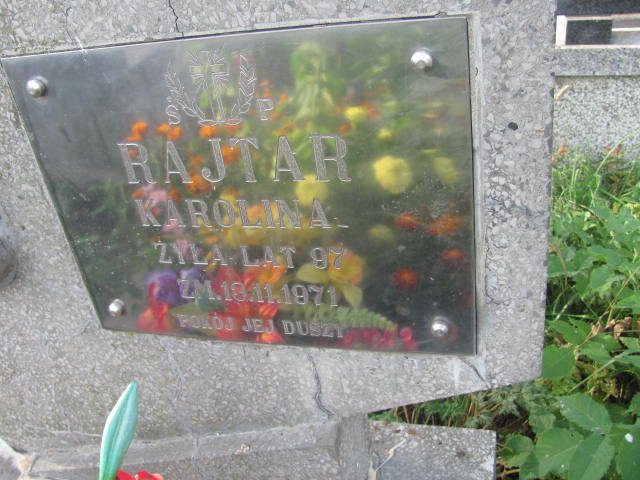 S P
RAJTAR
KAROLINA
ŻYŁA LAT 97
ZM. 13.11.1971
POKÓJ JEJ DUSZY